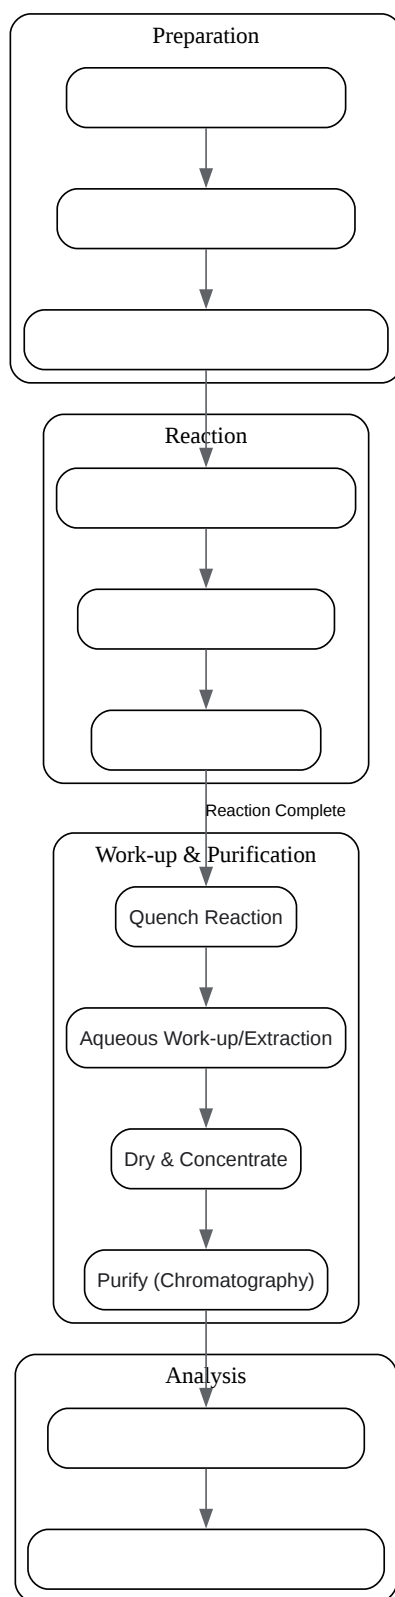 Preparation
Reaction
Reaction Complete
Work-up & Purification
Quench Reaction
Aqueous Work-up/Extraction
Dry & Concentrate
Purify (Chromatography)
Analysis